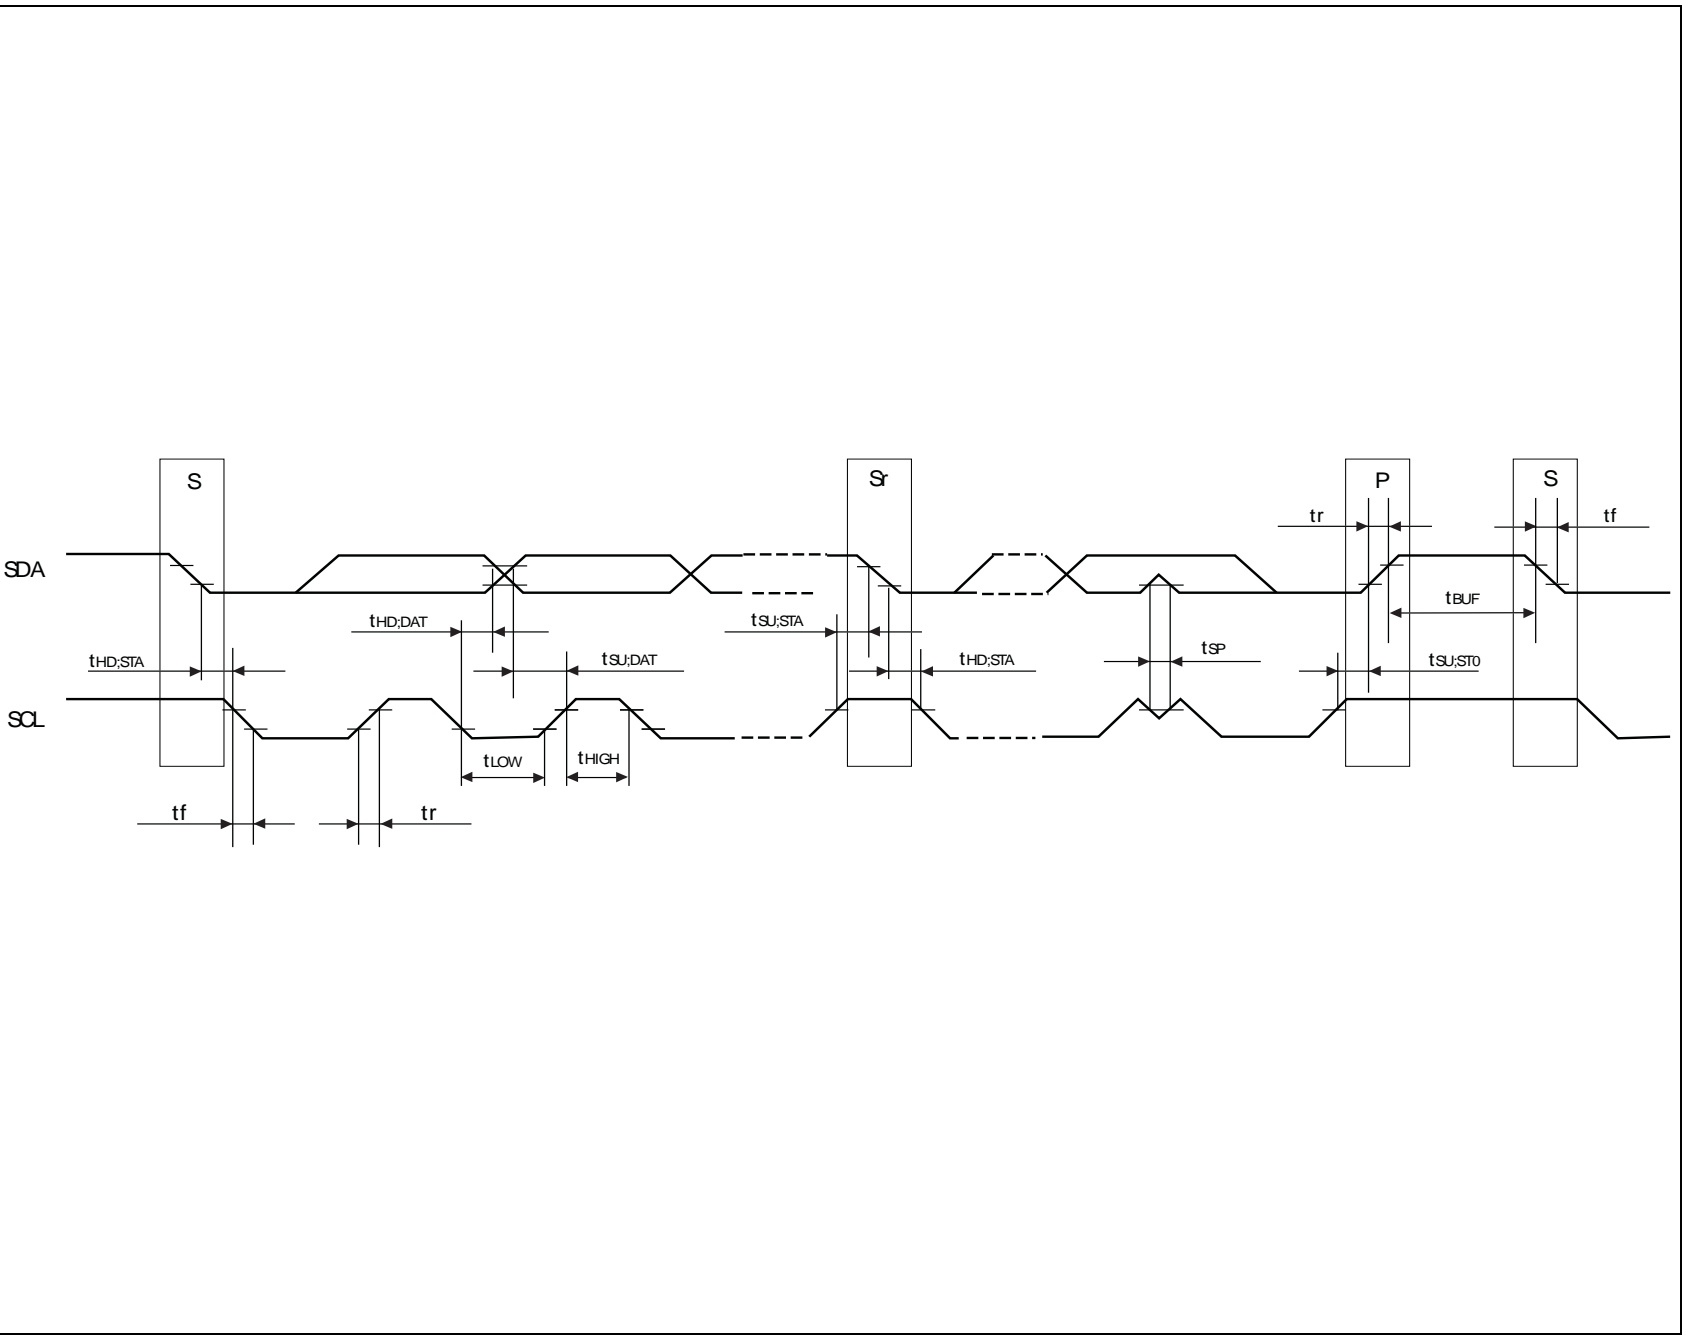 S
Sr
P
S
tr
tf
SDA
tBUF
tHD;DAT
tSU;STA
tHD;STA
tSU;DAT
tHD;STA
tSP
tSU;ST0
SCL
tLOW
tHIGH
tf
tr